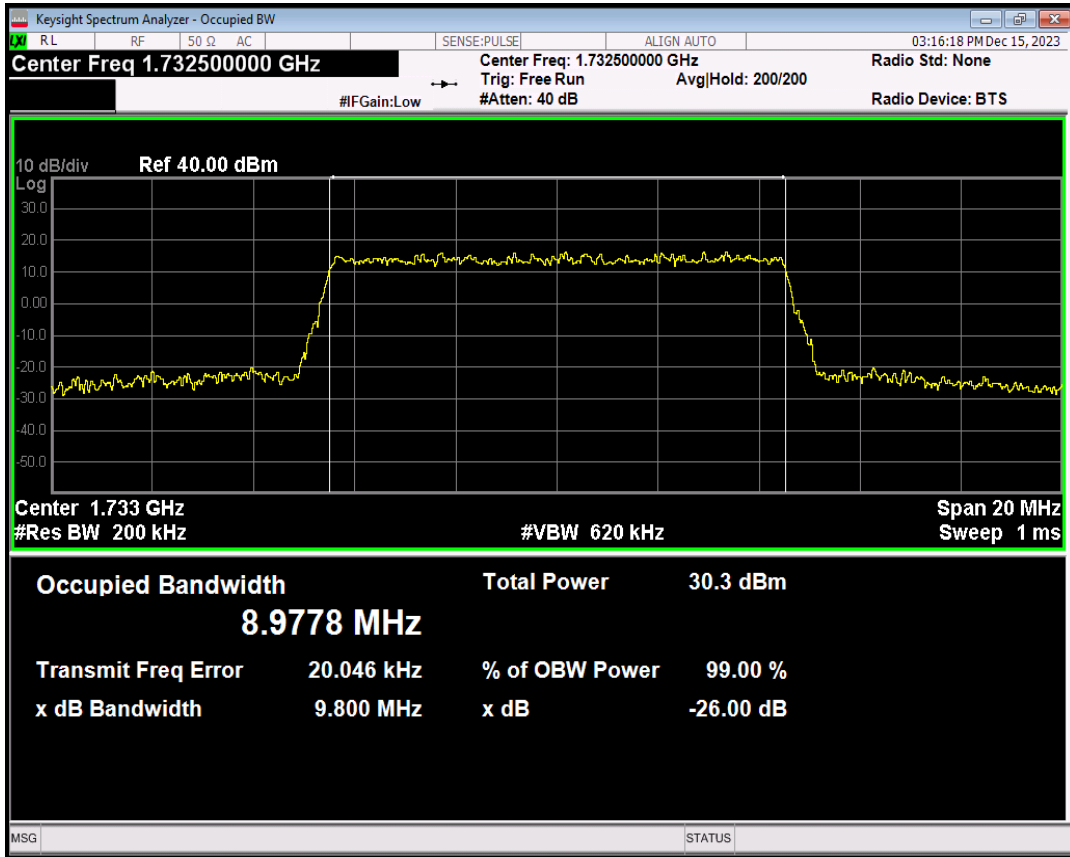 Keysight Spectrum Analyzer - Occupied BW
LXI RL RF 50 Ω AC SENSE:PULSE ALIGN AUTO 03:16:18 PM Dec 15, 2023
Center Freq 1.732500000 GHz Center Freq: 1.732500000 GHz Radio Std: None
Trig: Free Run Avg|Hold: 200/200
#IFGain:Low #Atten: 40 dB Radio Device: BTS
10 dB/div Ref 40.00 dBm
Log
30.0
20.0
10.0
0.00
-10.0
-20.0
-30.0
-40.0
-50.0
Center 1.733 GHz Span 20 MHz
#Res BW 200 kHz #VBW 620 kHz Sweep 1 ms
Occupied Bandwidth Total Power 30.3 dBm
8.9778 MHz
Transmit Freq Error 20.046 kHz % of OBW Power 99.00 %
x dB Bandwidth 9.800 MHz x dB -26.00 dB
MSG STATUS